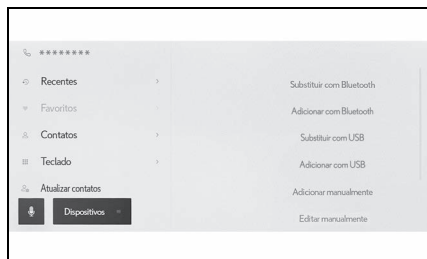 ********
Recentes
Favoritos
Contatos
Teclado
Atualizar contatos
Dispositivos
Substituir com Bluetooth
Adicionar com Bluetooth
Substituir com USB
Adicionar com USB
Adicionar manualmente
Editar manualmente